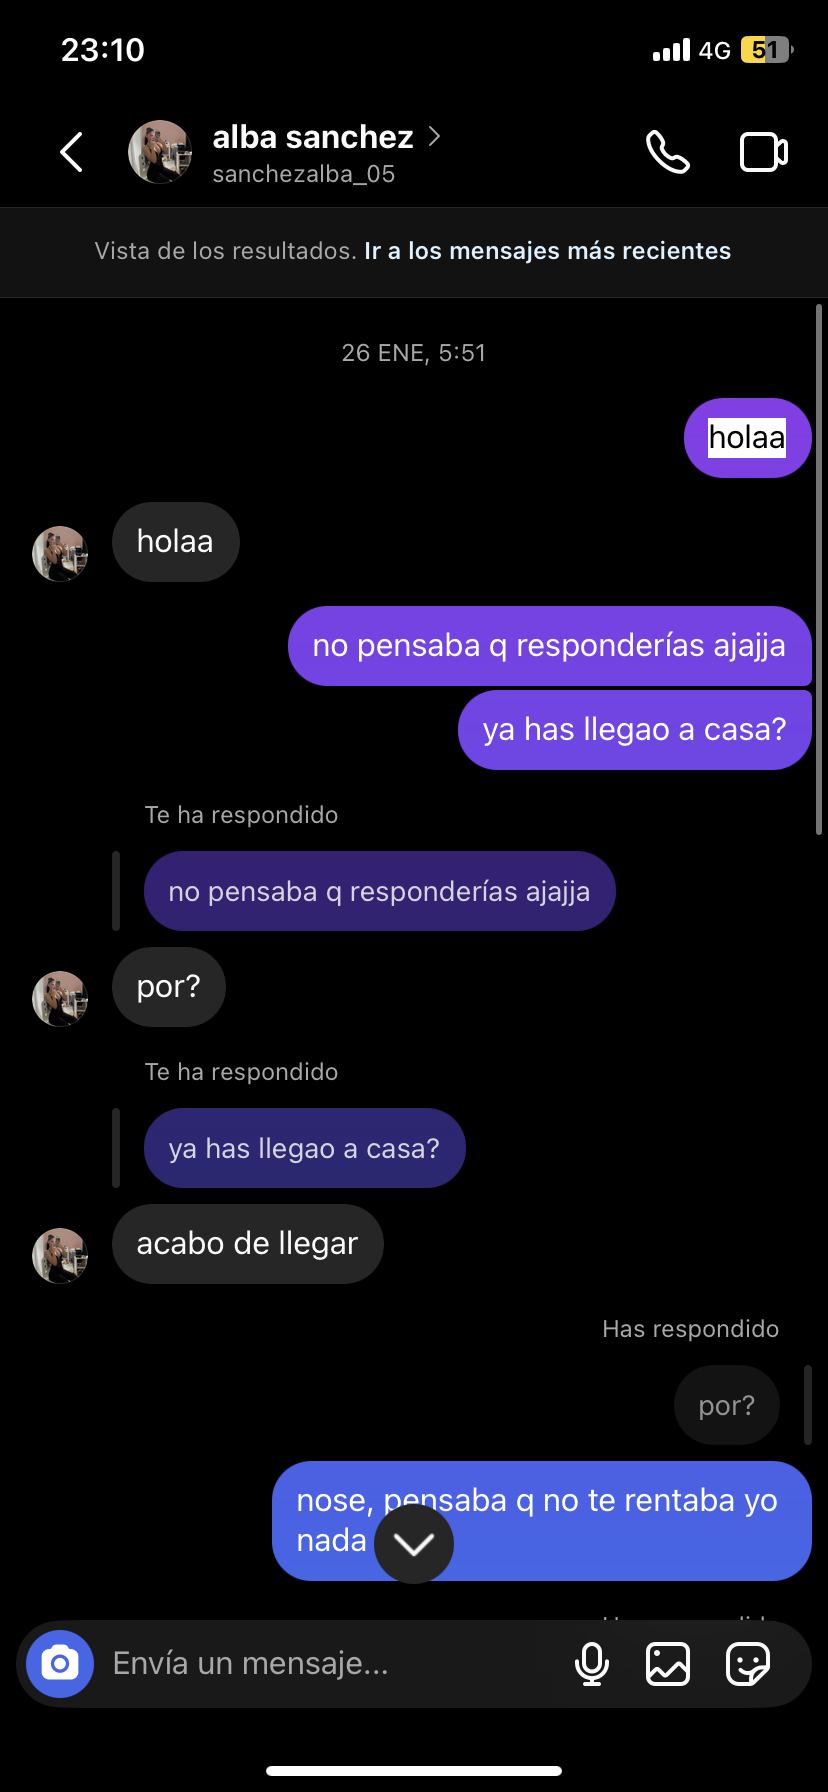 23:10
4G 51
alba sanchez
sanchezalba_05
Vista de los resultados. Ir a los mensajes más recientes
26 ENE, 5:51
holaa
holaa
no pensaba q responderías ajajja
ya has llegao a casa?
Te ha respondido
no pensaba q responderías ajajja
por?
Te ha respondido
ya has llegao a casa?
acabo de llegar
Has respondido
por?
nose, pensaba q no te rentaba yo
nada
Envía un mensaje...